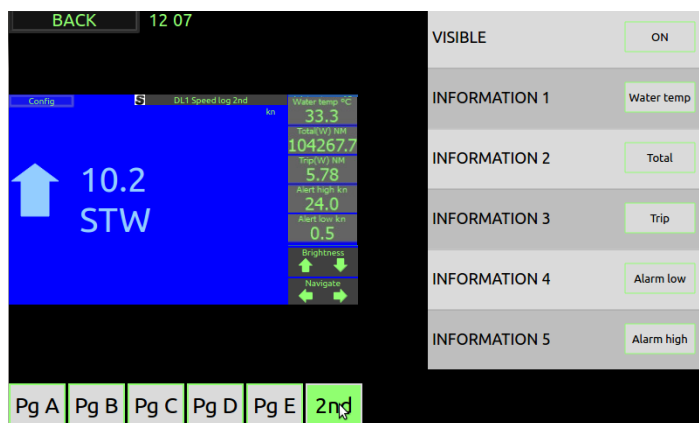 BACK 12 07
Config S DL1 Speed log 2nd
kn
10.2
STW
Water temp °C
33.3
Total(W) NM
104267.7
Trip(W) NM
5.78
Alert high kn
24.0
Alert low kn
0.5
Brightness
Navigate
Pg A Pg B Pg C Pg D Pg E 2nd
VISIBLE ON
INFORMATION 1 Water temp
INFORMATION 2 Total
INFORMATION 3 Trip
INFORMATION 4 Alarm low
INFORMATION 5 Alarm high